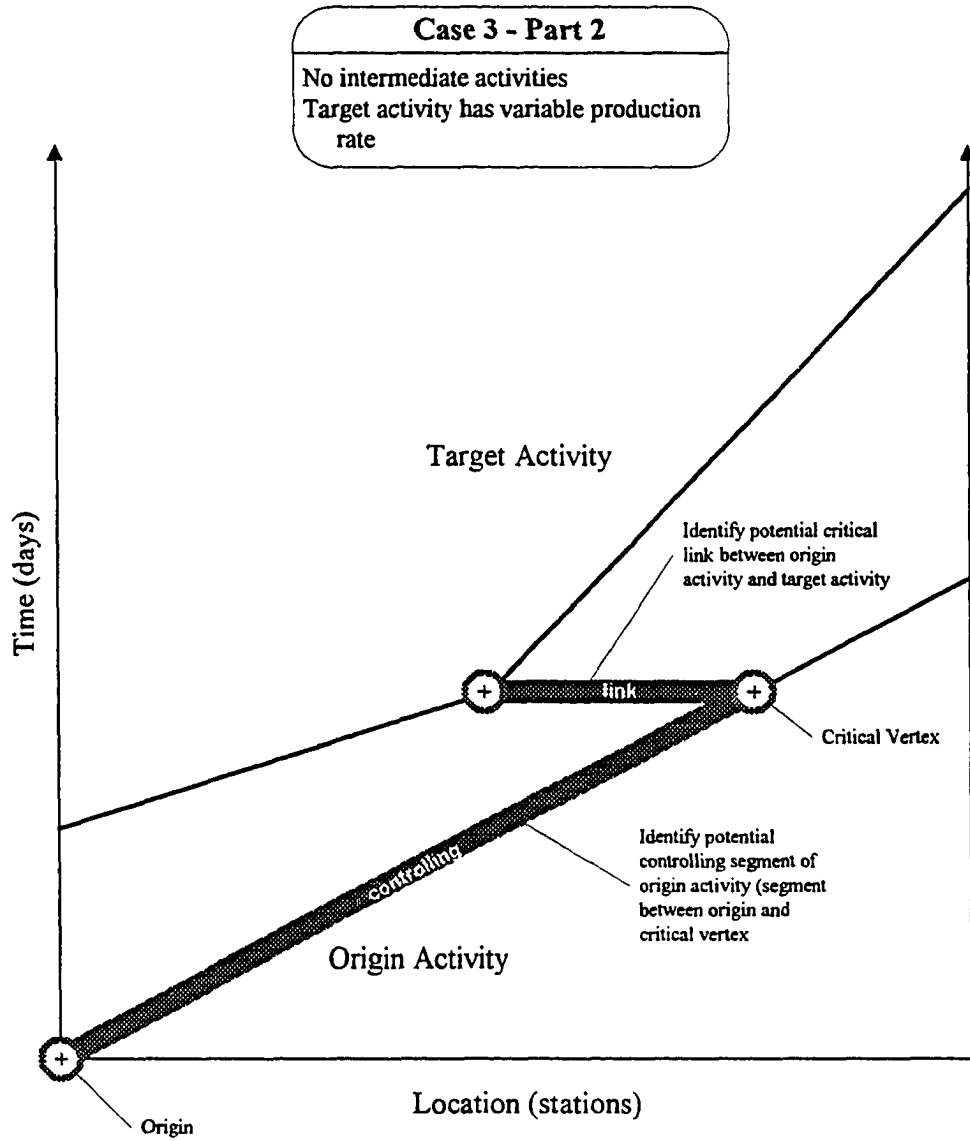 Case 3 - Part 2
No intermediate activities
Target activity has variable production
rate
Target Activity
Identify potential critical
link between origin
activity and target activity
Time (days)
link
Critical Vertex
Identify potential
controlling segment of
origin activity (segment
between origin and
critical vertex
controlling
Origin Activity
Location (stations)
Origin